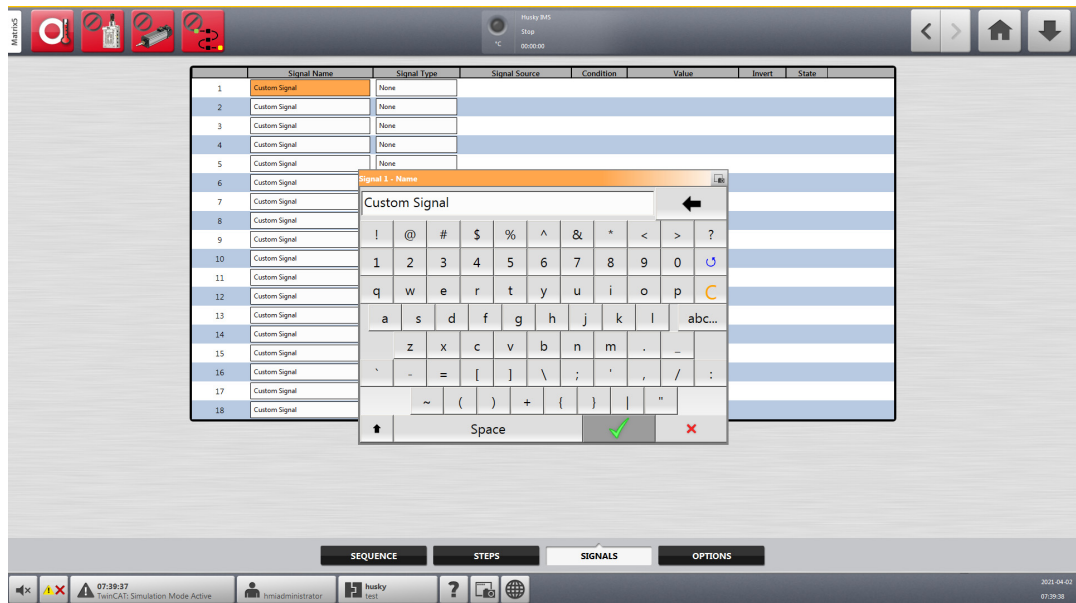 MatrixS
Husky IMS
Stop
°C 00:00:00
Signal Name Signal Type Signal Source Condition Value Invert State
1 Custom Signal None
2 Custom Signal None
3 Custom Signal None
4 Custom Signal None
5 Custom Signal None
6 Custom Signal
7 Custom Signal
8 Custom Signal
9 Custom Signal
10 Custom Signal
11 Custom Signal
12 Custom Signal
13 Custom Signal
14 Custom Signal
15 Custom Signal
16 Custom Signal
17 Custom Signal
18 Custom Signal
Signal 1 - Name
Custom Signal
! @ # $ % ^ & * < > ?
1 2 3 4 5 6 7 8 9 0
q w e r t y u i o p C
a s d f g h j k l abc...
z x c v b n m . _
` - = [ ] \ ; ' , / :
~ ( ) + { } | "
Space
SEQUENCE STEPS SIGNALS OPTIONS
07:39:37
TwinCAT: Simulation Mode Active
hmiadministrator
husky
test
?
2021-04-02
07:39:38